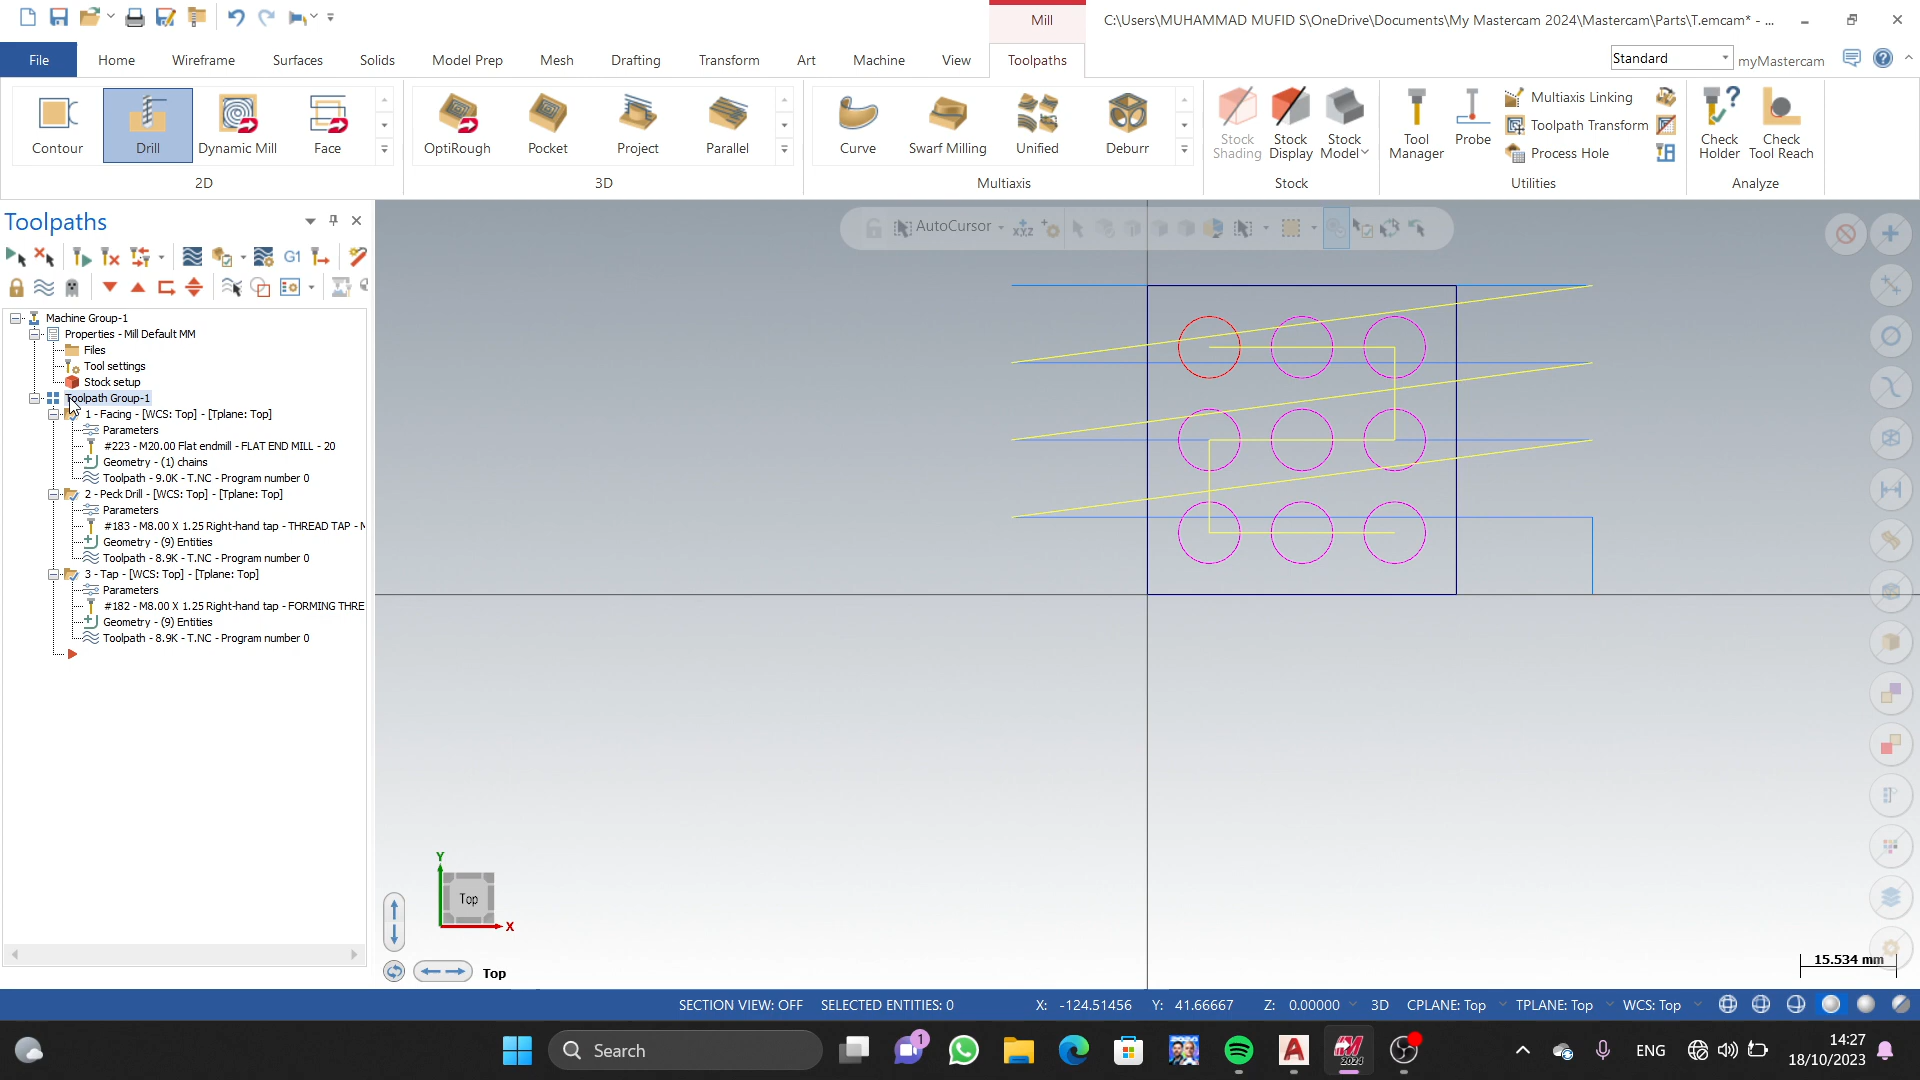 Mill
C:\Users\MUHAMMAD MUFID S\OneDrive\Documents\My Mastercam 2024\Mastercam\Parts\T.emcam* - ...
File
Home
Wireframe
Surfaces
Solids
Model Prep
Mesh
Drafting
Transform
Art
Machine
View
Toolpaths
Standard
myMastercam
Contour
Drill
Dynamic Mill
Face
OptiRough
Pocket
Project
Parallel
Curve
Swarf Milling
Unified
Deburr
Stock Shading
Stock Display
Stock Model
Tool Manager
Probe
Multiaxis Linking
Toolpath Transform
Process Hole
Check Holder
Check Tool Reach
2D
3D
Multiaxis
Stock
Utilities
Analyze
Toolpaths
AutoCursor
G1
Machine Group-1
Properties - Mill Default MM
Files
Tool settings
Stock setup
Toolpath Group-1
1 - Facing - [WCS: Top] - [Tplane: Top]
Parameters
#223 - M20.00 Flat endmill - FLAT END MILL - 20
Geometry - (1) chains
Toolpath - 9.0K - T.NC - Program number 0
2 - Peck Drill - [WCS: Top] - [Tplane: Top]
Parameters
#183 - M8.00 X 1.25 Right-hand tap - THREAD TAP - M
Geometry - (9) Entities
Toolpath - 8.9K - T.NC - Program number 0
3 - Tap - [WCS: Top] - [Tplane: Top]
Parameters
#182 - M8.00 X 1.25 Right-hand tap - FORMING THRE
Geometry - (9) Entities
Toolpath - 8.9K - T.NC - Program number 0
Y
Top
X
Top
15.534 mm
SECTION VIEW: OFF
SELECTED ENTITIES: 0
X: -124.51456
Y: 41.66667
Z: 0.00000
3D
CPLANE: Top
TPLANE: Top
WCS: Top
Search
1
2024
ENG
14:27
18/10/2023